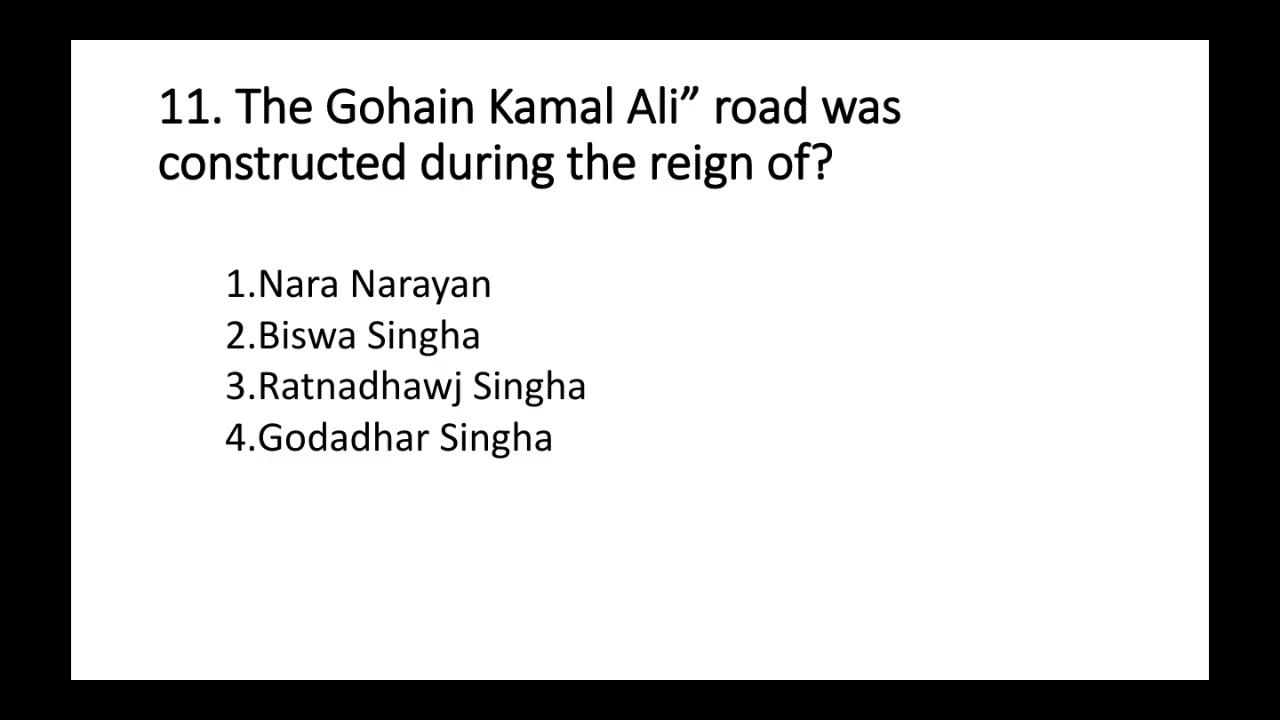 11. The Gohain Kamal Ali” road was
constructed during the reign of?
1.Nara Narayan
2.Biswa Singha
3.Ratnadhawj Singha
4.Godadhar Singha